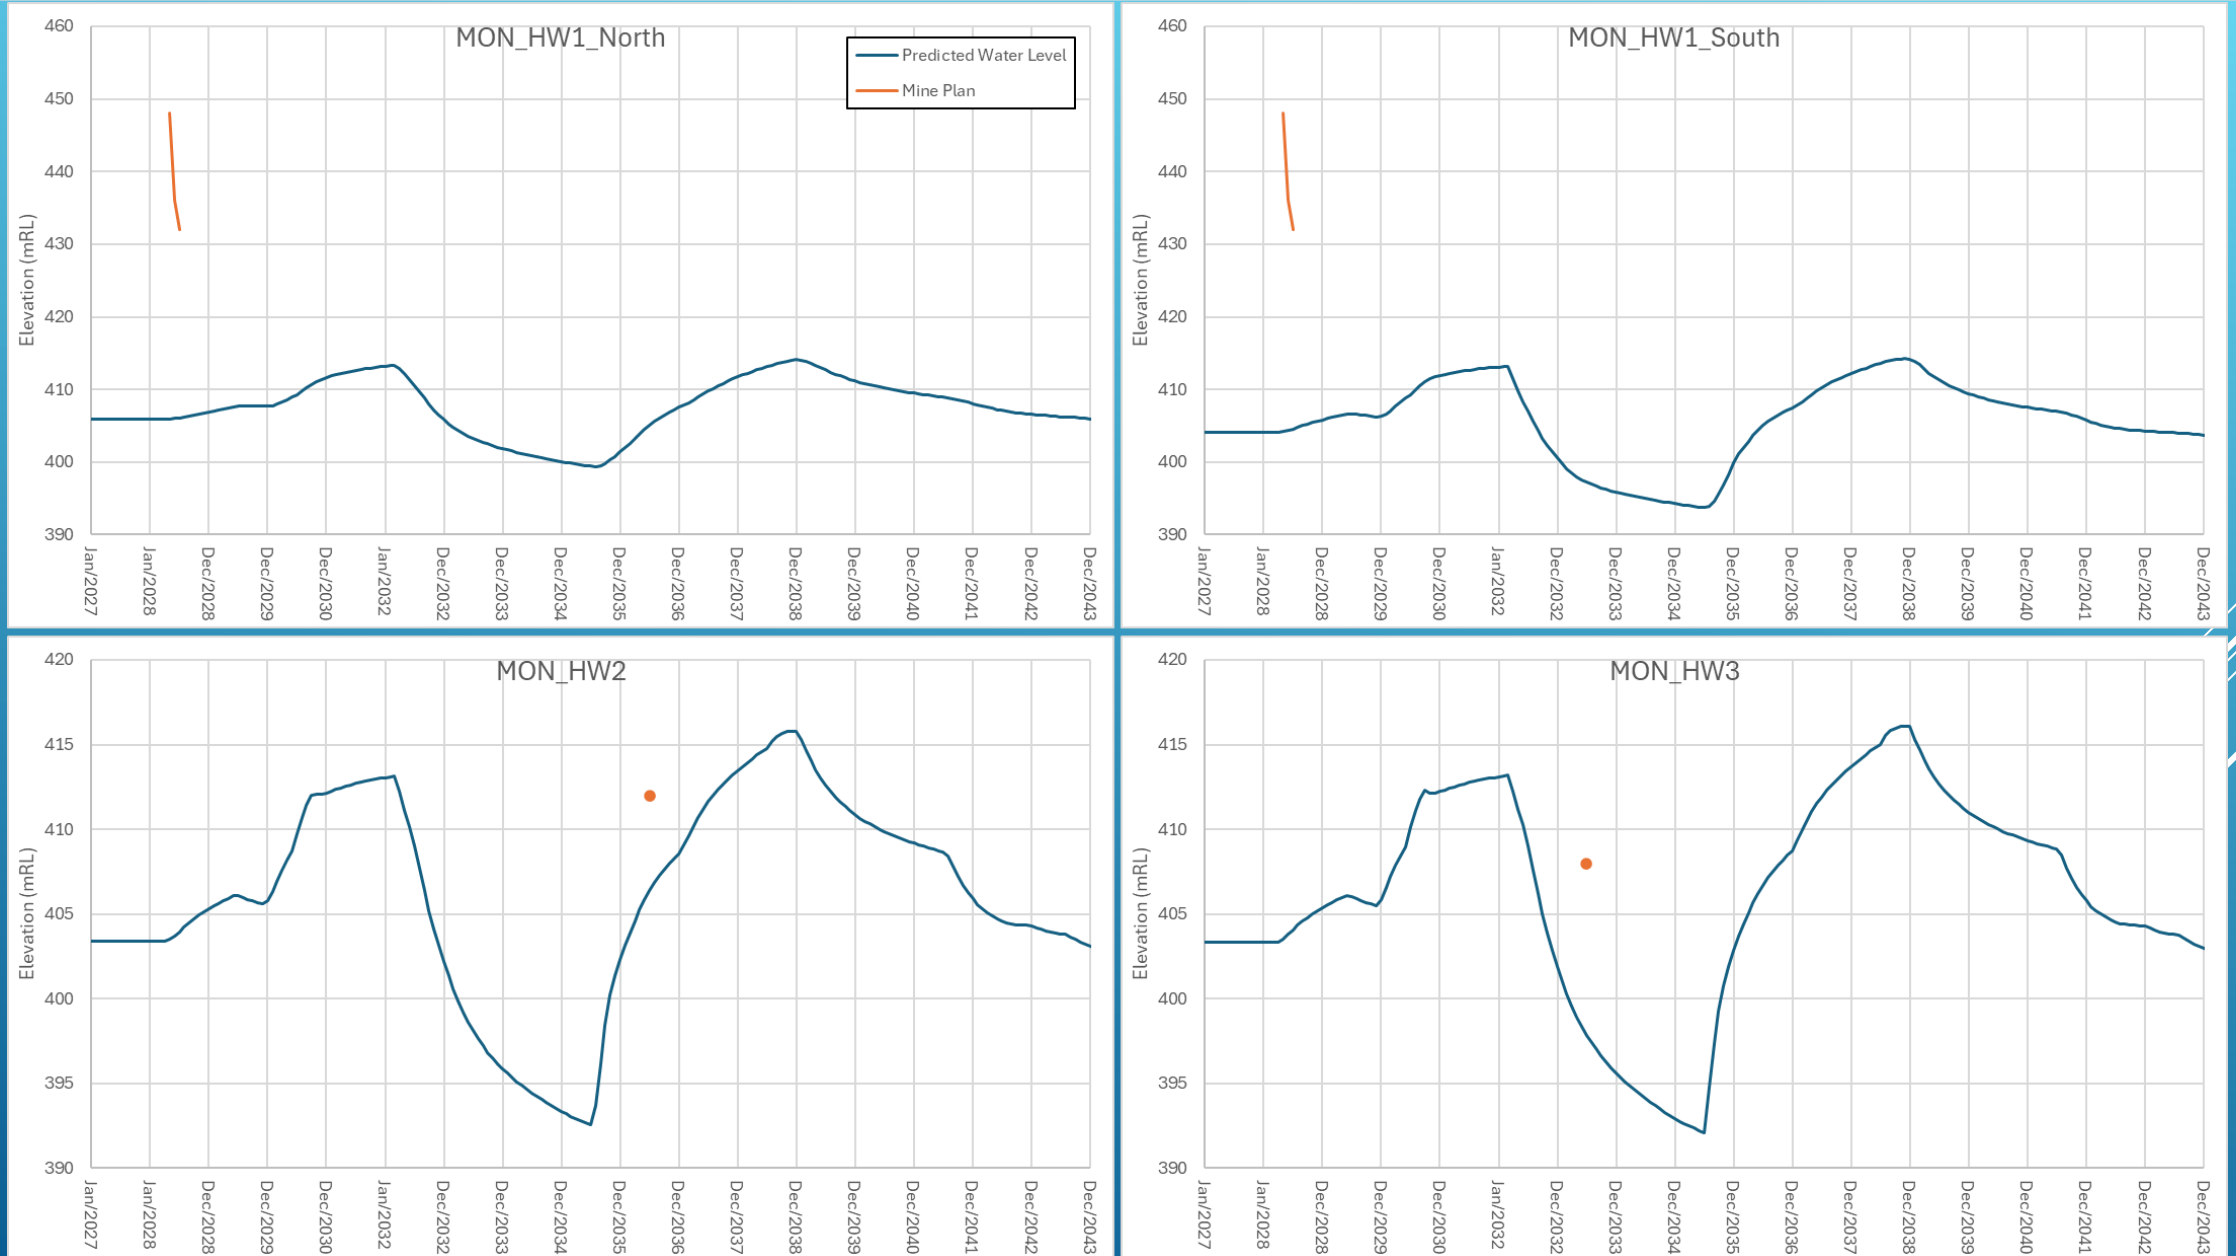 MON_HW1_North
Predicted Water Level
Mine Plan
Elevation (mRL)
460
450
440
430
420
410
400
390
Jan/2027
Jan/2028
Dec/2028
Dec/2029
Dec/2030
Jan/2032
Dec/2032
Dec/2033
Dec/2034
Dec/2035
Dec/2036
Dec/2037
Dec/2038
Dec/2039
Dec/2040
Dec/2041
Dec/2042
Dec/2043
MON_HW1_South
Elevation (mRL)
460
450
440
430
420
410
400
390
Jan/2027
Jan/2028
Dec/2028
Dec/2029
Dec/2030
Jan/2032
Dec/2032
Dec/2033
Dec/2034
Dec/2035
Dec/2036
Dec/2037
Dec/2038
Dec/2039
Dec/2040
Dec/2041
Dec/2042
Dec/2043
MON_HW2
Elevation (mRL)
420
415
410
405
400
395
390
Jan/2027
Jan/2028
Dec/2028
Dec/2029
Dec/2030
Jan/2032
Dec/2032
Dec/2033
Dec/2034
Dec/2035
Dec/2036
Dec/2037
Dec/2038
Dec/2039
Dec/2040
Dec/2041
Dec/2042
Dec/2043
MON_HW3
Elevation (mRL)
420
415
410
405
400
395
390
Jan/2027
Jan/2028
Dec/2028
Dec/2029
Dec/2030
Jan/2032
Dec/2032
Dec/2033
Dec/2034
Dec/2035
Dec/2036
Dec/2037
Dec/2038
Dec/2039
Dec/2040
Dec/2041
Dec/2042
Dec/2043